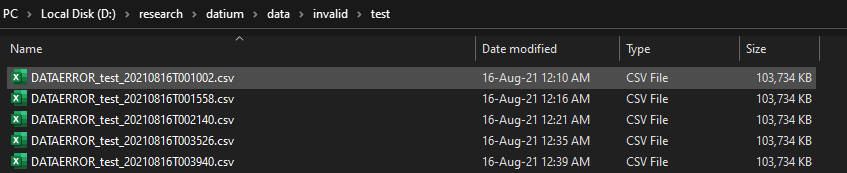 PC > Local Disk (D:) > research > datium > data > invalid > test
Name Date modified Type Size
DATAERROR_test_20210816T001002.csv 16-Aug-21 12:10 AM CSV File 103,734 KB
DATAERROR_test_20210816T001558.csv 16-Aug-21 12:16 AM CSV File 103,734 KB
DATAERROR_test_20210816T002140.csv 16-Aug-21 12:21 AM CSV File 103,734 KB
DATAERROR_test_20210816T003526.csv 16-Aug-21 12:35 AM CSV File 103,734 KB
DATAERROR_test_20210816T003940.csv 16-Aug-21 12:39 AM CSV File 103,734 KB